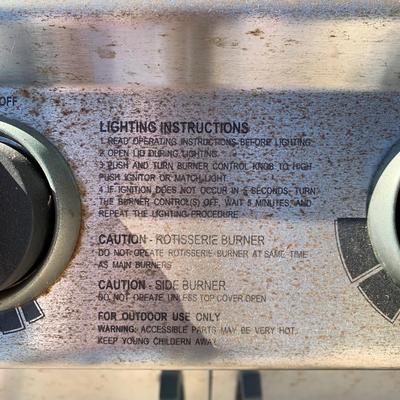 OFF
LIGHTING INSTRUCTIONS
1. READ OPERATING INSTRUCTIONS BEFORE LIGHTING.
2. OPEN LID DURING LIGHTING.
3. PUSH AND TURN BURNER CONTROL KNOB TO HIGH
PUSH IGNITOR OR MATCH LIGHT.
4. IF IGNITION DOES NOT OCCUR IN 5 SECONDS, TURN
THE BURNER CONTROL(S) OFF, WAIT 5 MINUTES, AND
REPEAT THE LIGHTING PROCEDURE
CAUTION - ROTISSERIE BURNER
DO NOT OPEATE ROTISSERIE BURNER AT SAME TIME
AS MAIN BURNERS
CAUTION - SIDE BURNER
DO NOT OPEATE UNLESS TOP COVER OPEN
FOR OUTDOOR USE ONLY
WARNING: ACCESSIBLE PARTS MAY BE VERY HOT.
KEEP YOUNG CHILDERN AWAY